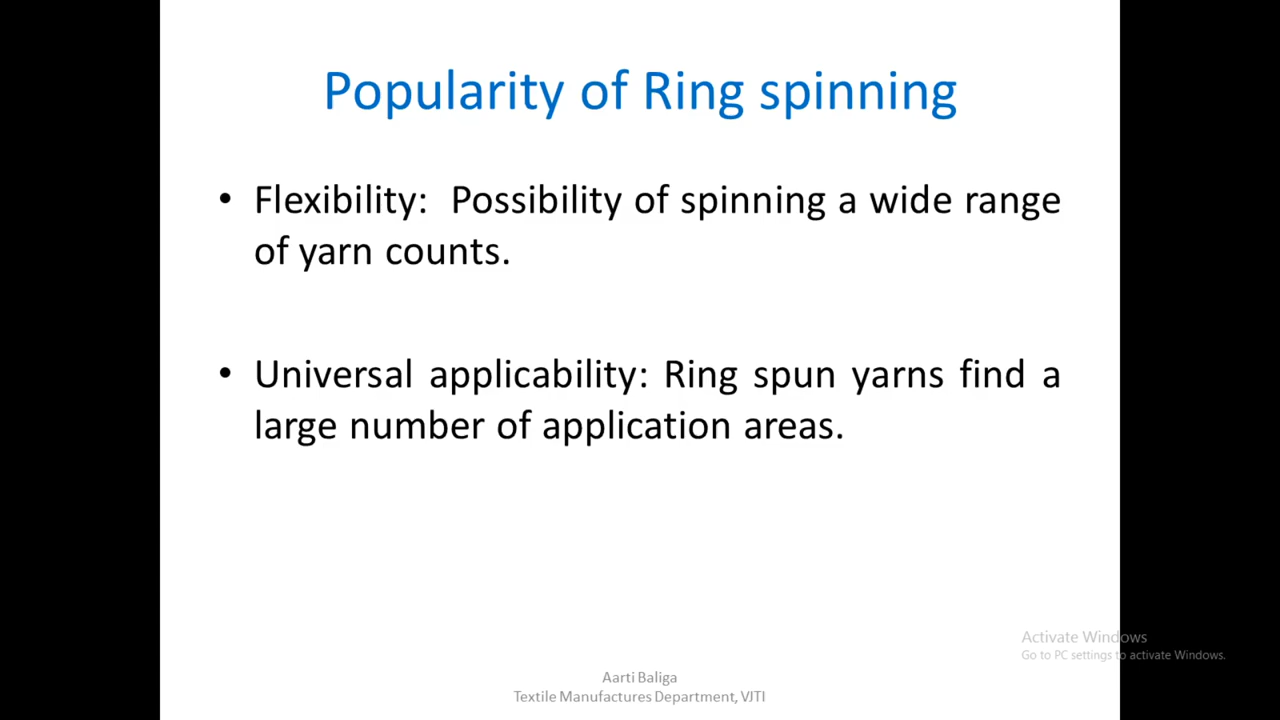 Popularity of Ring spinning
• Flexibility: Possibility of spinning a wide range
of yarn counts.
• Universal applicability: Ring spun yarns find a
large number of application areas.
Activate Windows
Go to PC settings to activate Windows.
Aarti Baliga
Textile Manufactures Department, VJTI